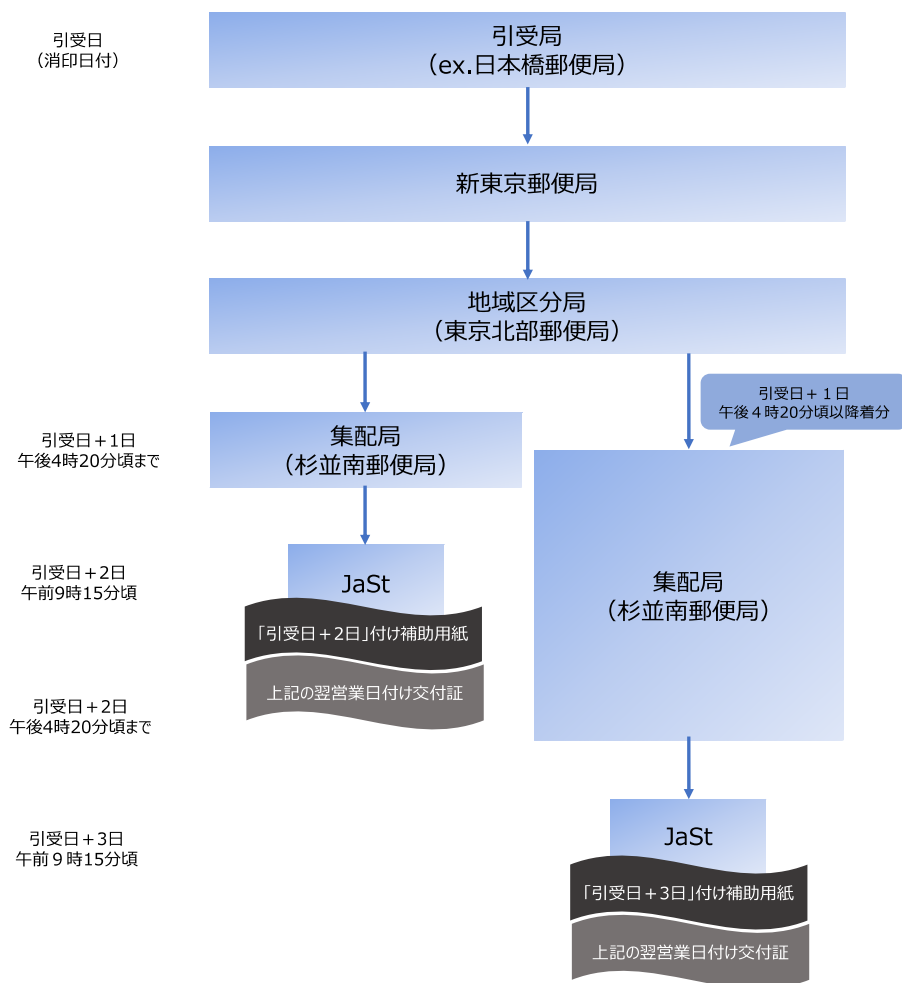 引受日
（消印日付）
引受局
（ex.日本橋郵便局）
新東京郵便局
地域区分局
（東京北部郵便局）
引受日＋１日
午後４時20分頃以降着分
引受日＋1日
午後4時20分頃まで
集配局
（杉並南郵便局）
引受日＋2日
午前9時15分頃
JaSt
「引受日＋2日」付け補助用紙
上記の翌営業日付け交付証
集配局
（杉並南郵便局）
引受日＋2日
午後4時20分頃まで
引受日＋3日
午前９時15分頃
JaSt
「引受日＋3日」付け補助用紙
上記の翌営業日付け交付証